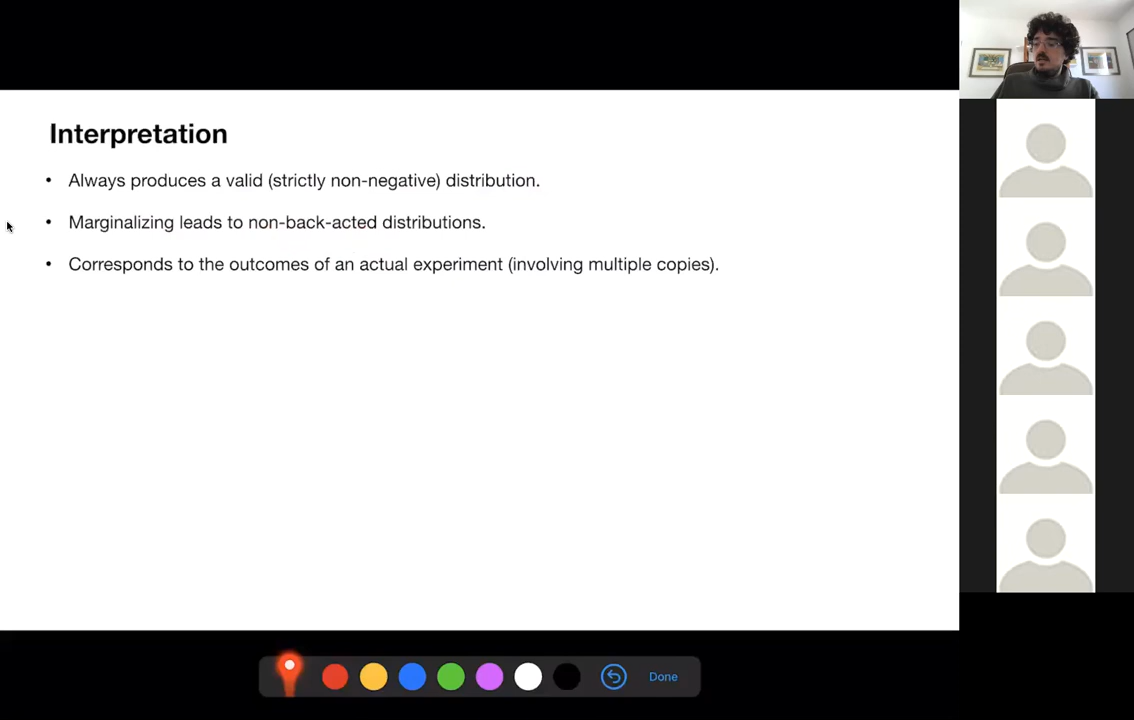 Interpretation
• Always produces a valid (strictly non-negative) distribution.
• Marginalizing leads to non-back-acted distributions.
• Corresponds to the outcomes of an actual experiment (involving multiple copies).
Done